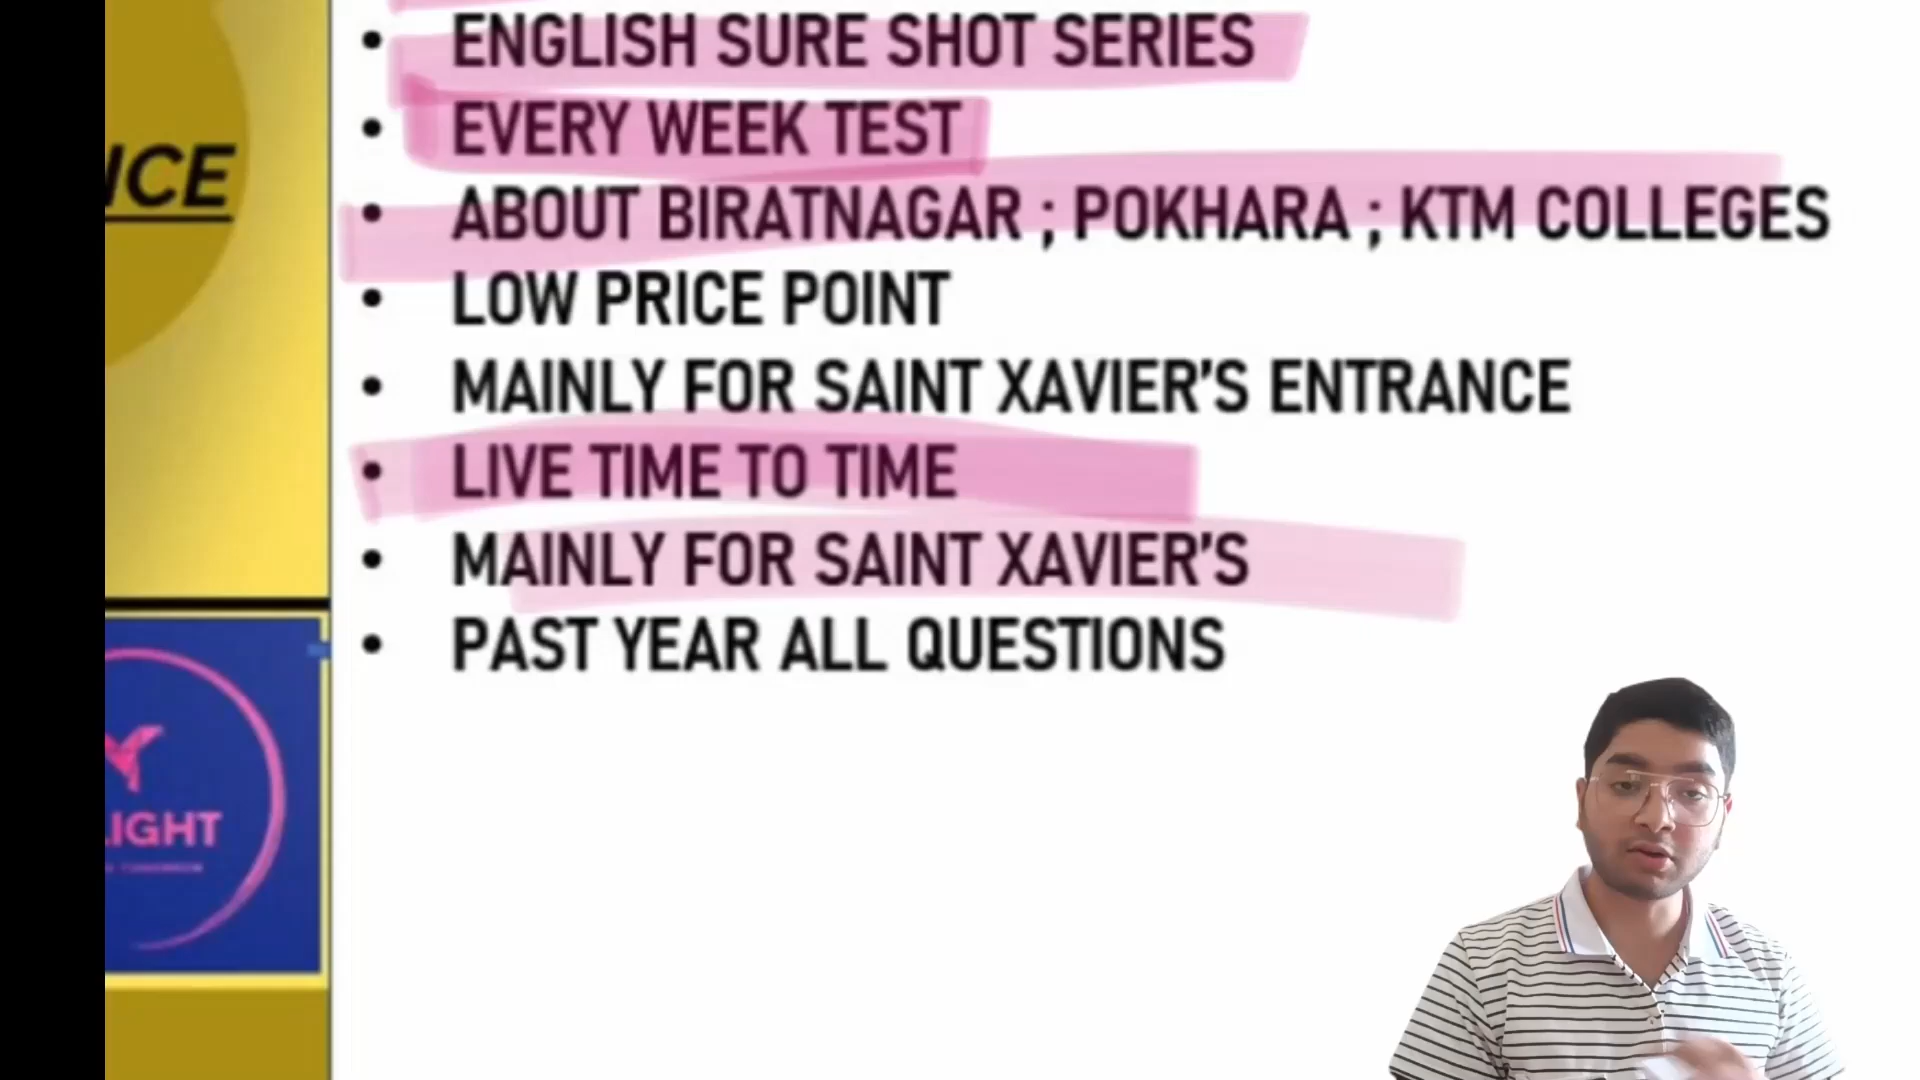 • ENGLISH SURE SHOT SERIES
• EVERY WEEK TEST
• ABOUT BIRATNAGAR ; POKHARA ; KTM COLLEGES
• LOW PRICE POINT
• MAINLY FOR SAINT XAVIER’S ENTRANCE
• LIVE TIME TO TIME
• MAINLY FOR SAINT XAVIER’S
• PAST YEAR ALL QUESTIONS
NCE
LIGHT